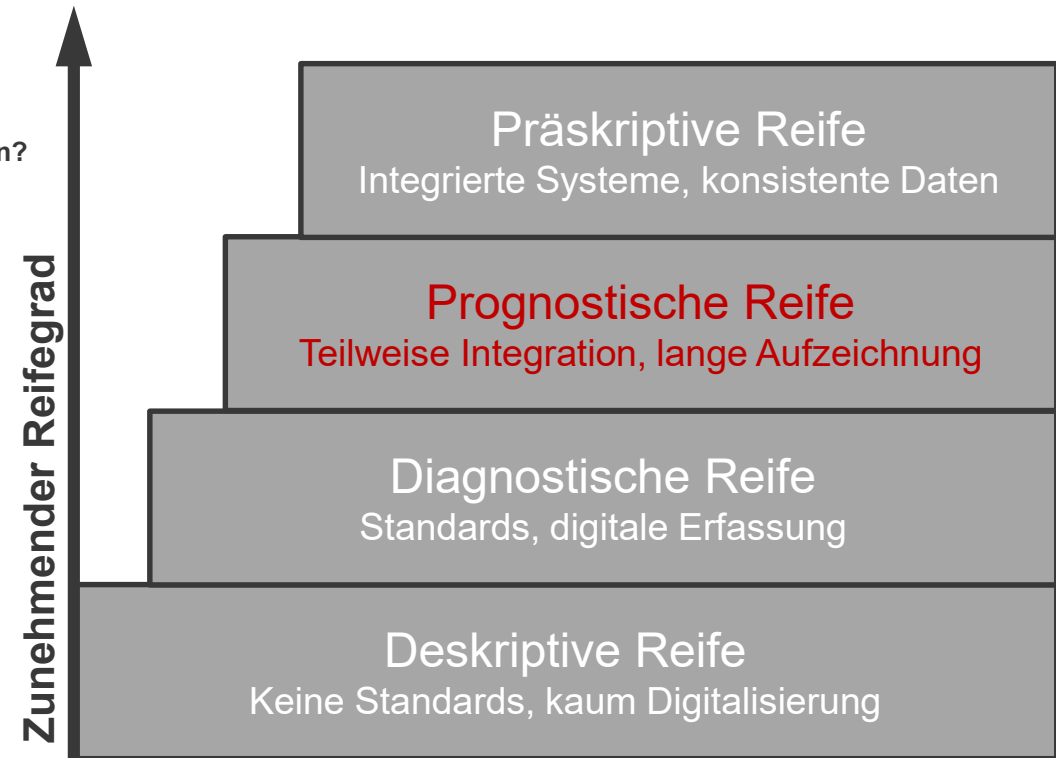 n?
Zunehmender Reifegrad
Präskriptive Reife
Integrierte Systeme, konsistente Daten
Prognostische Reife
Teilweise Integration, lange Aufzeichnung
Diagnostische Reife
Standards, digitale Erfassung
Deskriptive Reife
Keine Standards, kaum Digitalisierung